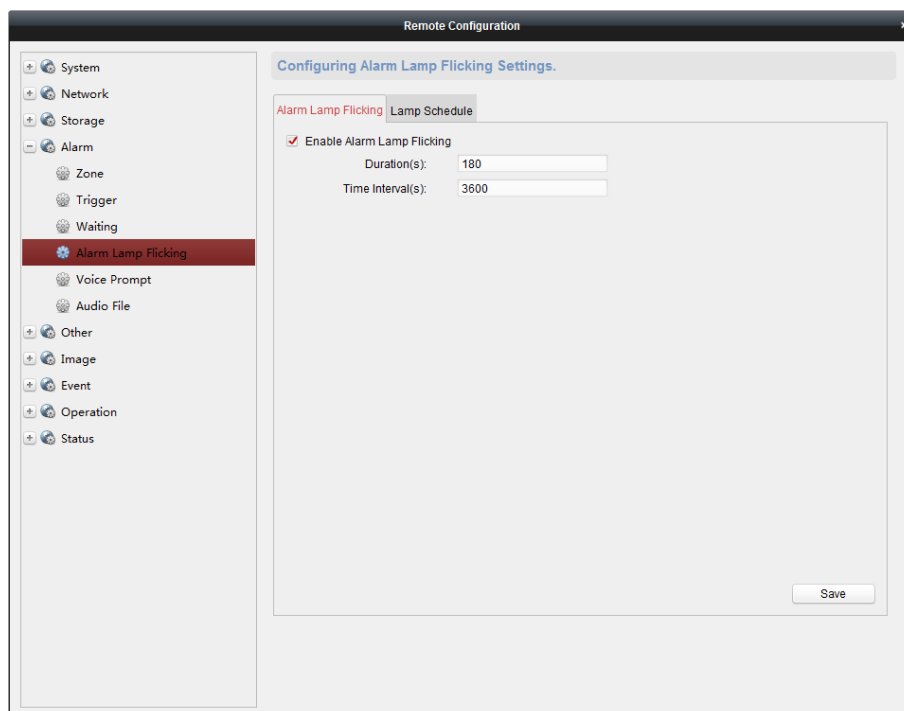 Remote Configuration
System
Network
Storage
Alarm
Zone
Trigger
Waiting
Alarm Lamp Flicking
Voice Prompt
Audio File
Other
Image
Event
Operation
Status
Configuring Alarm Lamp Flicking Settings.
Alarm Lamp Flicking
Lamp Schedule
Enable Alarm Lamp Flicking
Duration(s): 180
Time Interval(s): 3600
Save